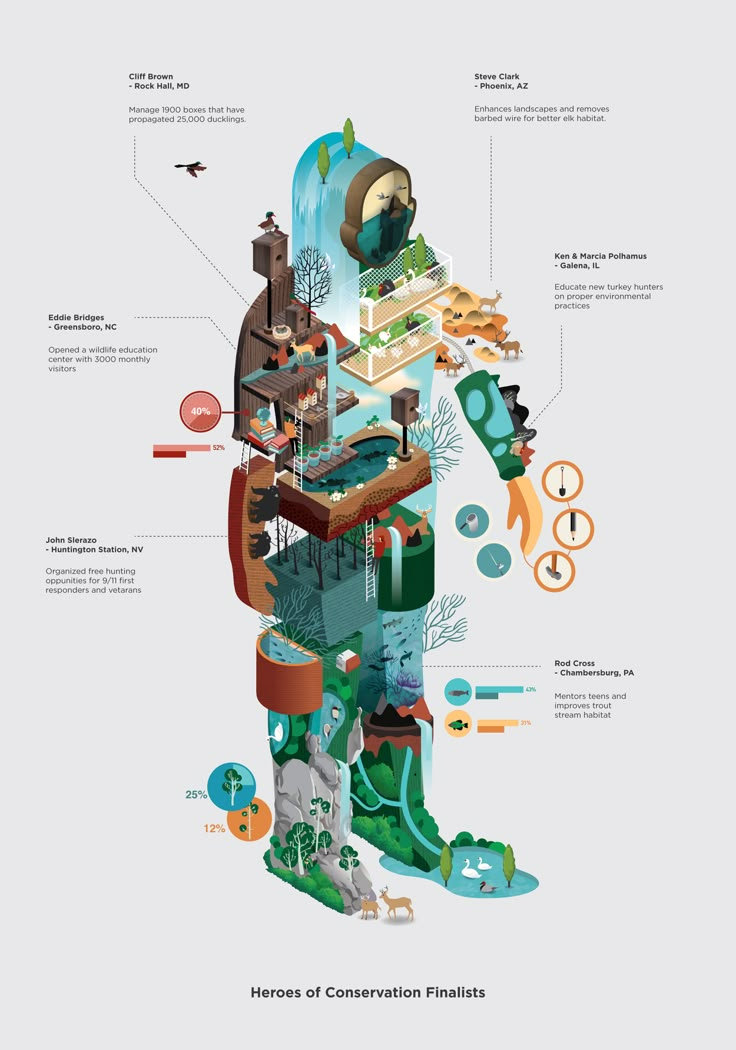 Cliff Brown
- Rock Hall, MD
Manage 1900 boxes that have
propagated 25,000 ducklings.
Steve Clark
- Phoenix, AZ
Enhances landscapes and removes
barbed wire for better elk habitat.
Ken & Marcia Polhamus
- Galena, IL
Educate new turkey hunters
on proper environmental
practices
Eddie Bridges
- Greensboro, NC
Opened a wildlife education
center with 3000 monthly
visitors
40%
52%
John Slerazo
- Huntington Station, NV
Organized free hunting
oppunities for 9/11 first
responders and vetarans
Rod Cross
- Chambersburg, PA
Mentors teens and
improves trout
stream habitat
43%
31%
25%
12%
Heroes of Conservation Finalists